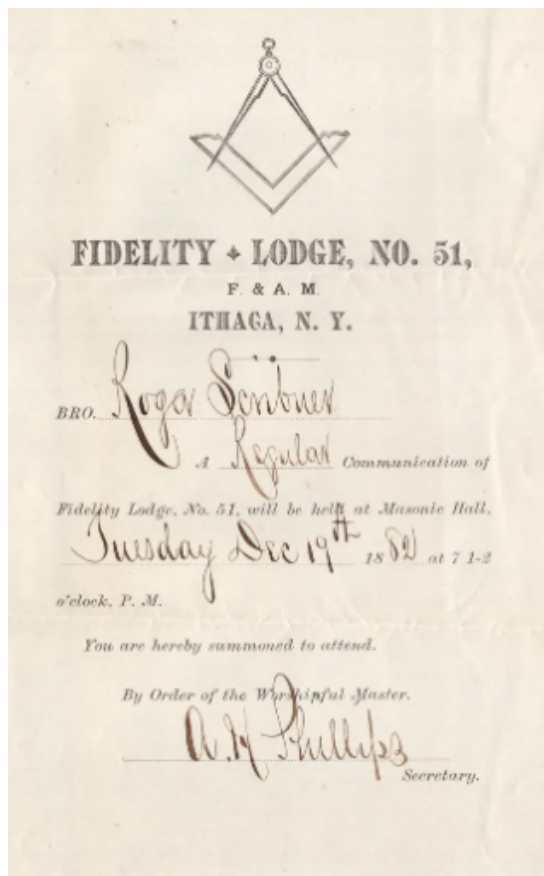 FIDELITY LODGE, NO. 51,
F. & A. M.
ITHACA, N. Y.
BRO. Roger Scribner
A Regular Communication of
Fidelity Lodge, No. 51, will be held at Masonic Hall,
Tuesday Dec 19th 1882 at 7 1-2
o'clock, P. M.
You are hereby summoned to attend.
By Order of the Worshipful Master.
A. H. Phillips
Secretary.